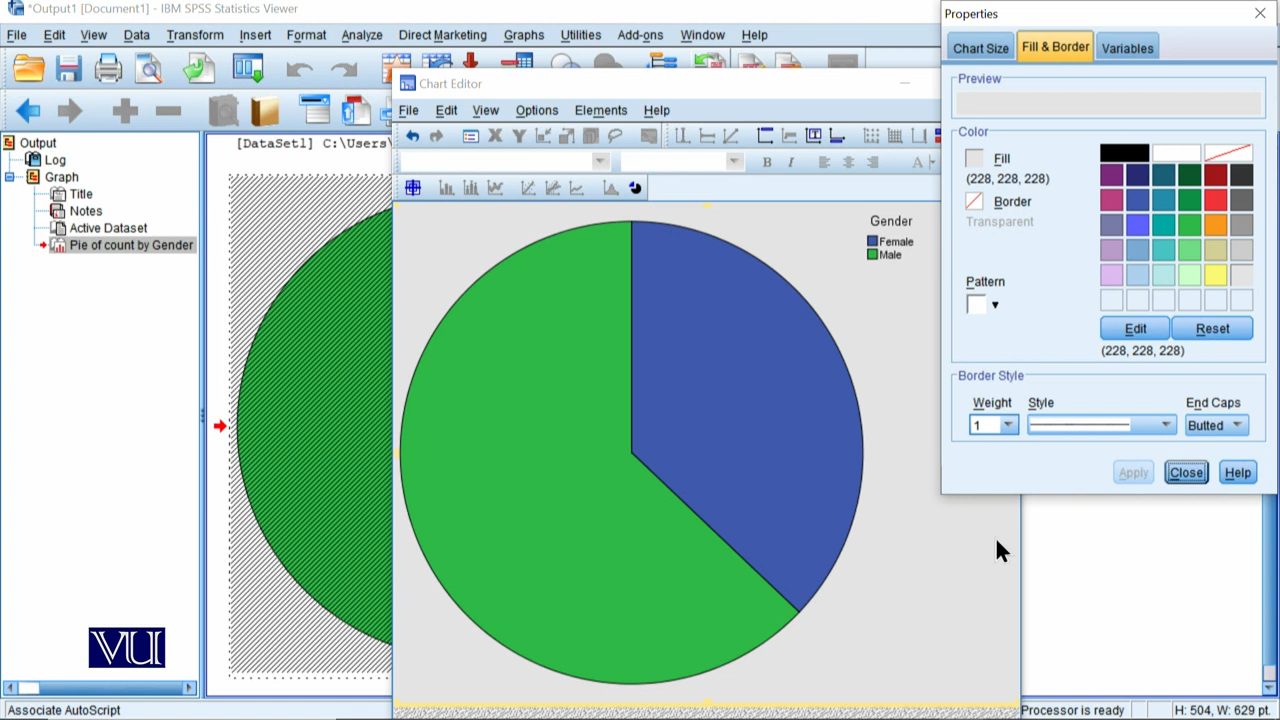 *Output1 [Document1] - IBM SPSS Statistics Viewer
File Edit View Data Transform Insert Format Analyze Direct Marketing Graphs Utilities Add-ons Window Help
Output
Log
Graph
Title
Notes
Active Dataset
Pie of count by Gender
VU
[DataSet1] C:\Users\
Chart Editor
File Edit View Options Elements Help
B I A
Gender
Female
Male
Properties
Chart Size Fill & Border Variables
Preview
Color
Fill
(228, 228, 228)
Border
Transparent
Pattern
Edit Reset
(228, 228, 228)
Border Style
Weight Style End Caps
1 Butted
Apply Close Help
Associate AutoScript
Processor is ready H: 504, W: 629 pt.